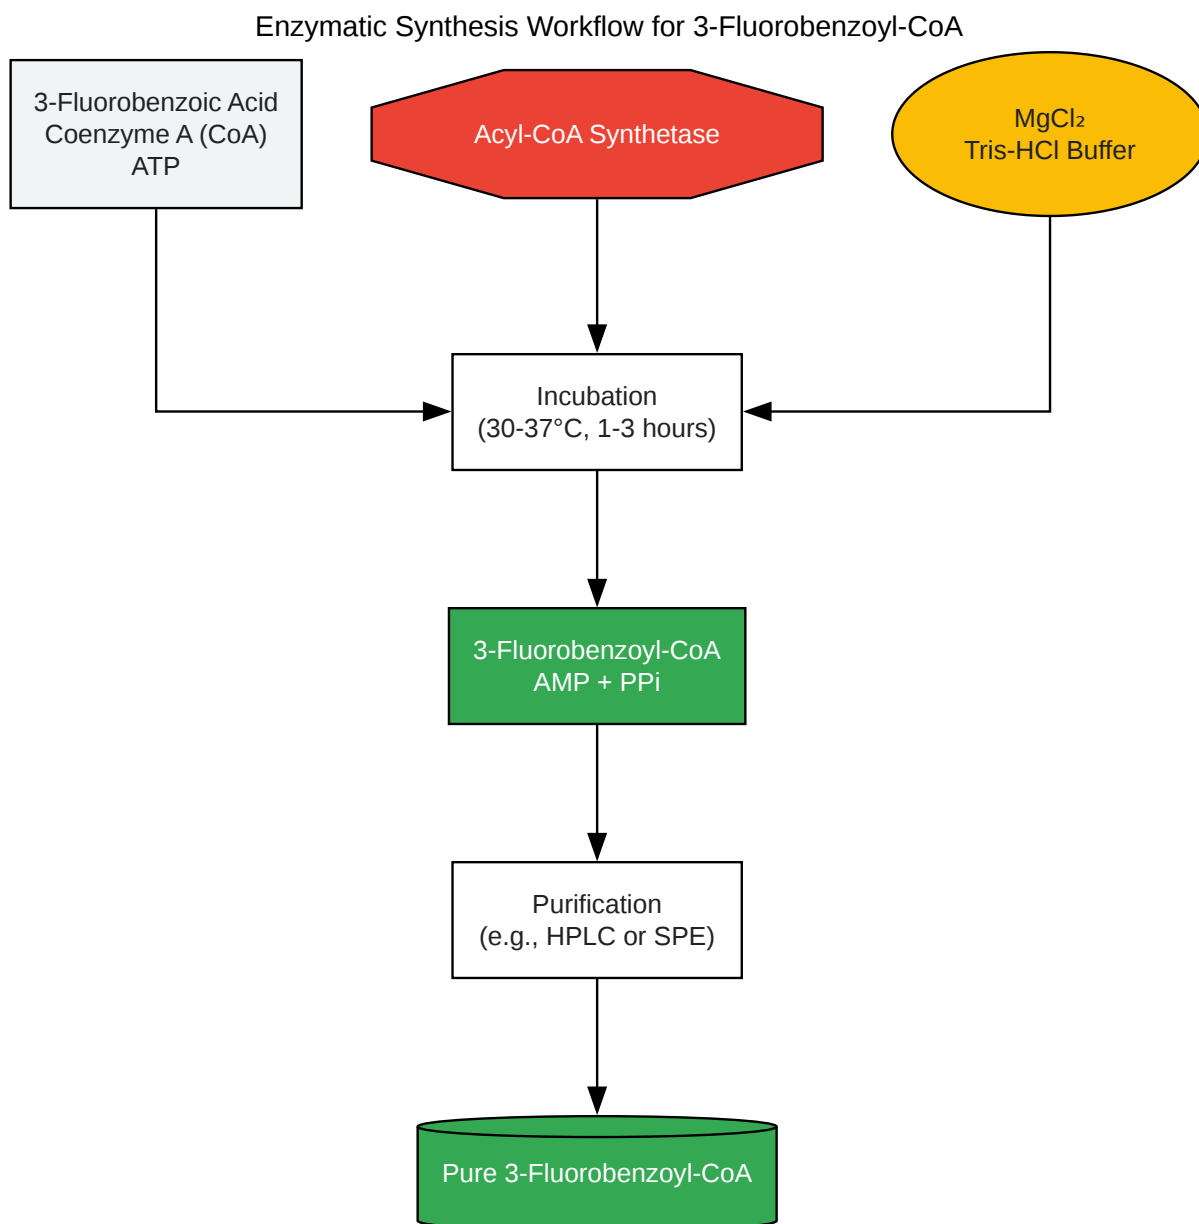 Enzymatic Synthesis Workflow for 3-Fluorobenzoyl-CoA
3-Fluorobenzoic Acid
Coenzyme A (CoA)
ATP
Acyl-CoA Synthetase
MgCl₂
Tris-HCl Buffer
Incubation
(30-37°C, 1-3 hours)
3-Fluorobenzoyl-CoA
AMP + PPi
Purification
(e.g., HPLC or SPE)
Pure 3-Fluorobenzoyl-CoA